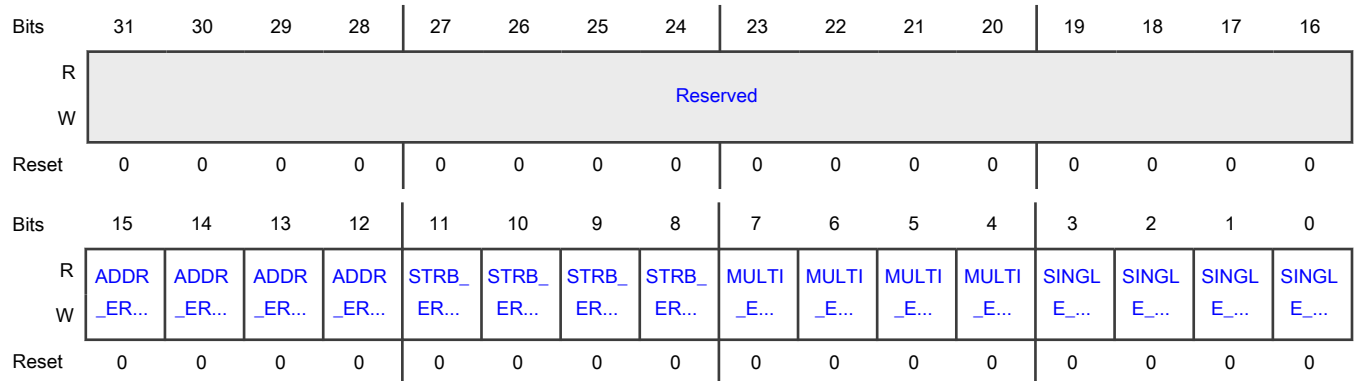 Bits 31 30 29 28 27 26 25 24 23 22 21 20 19 18 17 16
R
Reserved
W
Reset 0 0 0 0 0 0 0 0 0 0 0 0 0 0 0 0
Bits 15 14 13 12 11 10 9 8 7 6 5 4 3 2 1 0
R ADDR ADDR ADDR ADDR STRB_ STRB_ STRB_ STRB_ MULTI MULTI MULTI MULTI SINGL SINGL SINGL SINGL
W _ER... _ER... _ER... _ER... ER... ER... ER... ER... _E... _E... _E... _E... E_... E_... E_... E_...
Reset 0 0 0 0 0 0 0 0 0 0 0 0 0 0 0 0